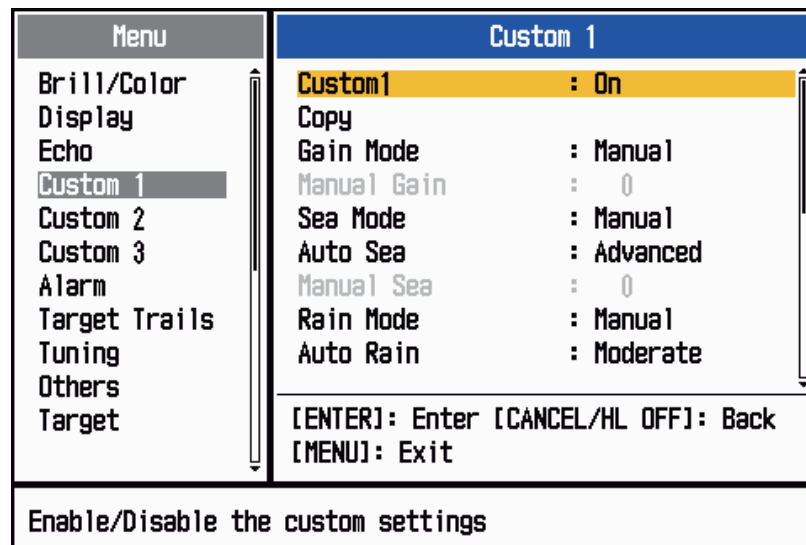 Menu
Brill/Color
Display
Echo
Custom 1
Custom 2
Custom 3
Alarm
Target Trails
Tuning
Others
Target
Custom 1
Custom1 : On
Copy
Gain Mode : Manual
Manual Gain : 0
Sea Mode : Manual
Auto Sea : Advanced
Manual Sea : 0
Rain Mode : Manual
Auto Rain : Moderate
[ENTER]: Enter [CANCEL/HL OFF]: Back
[MENU]: Exit
Enable/Disable the custom settings